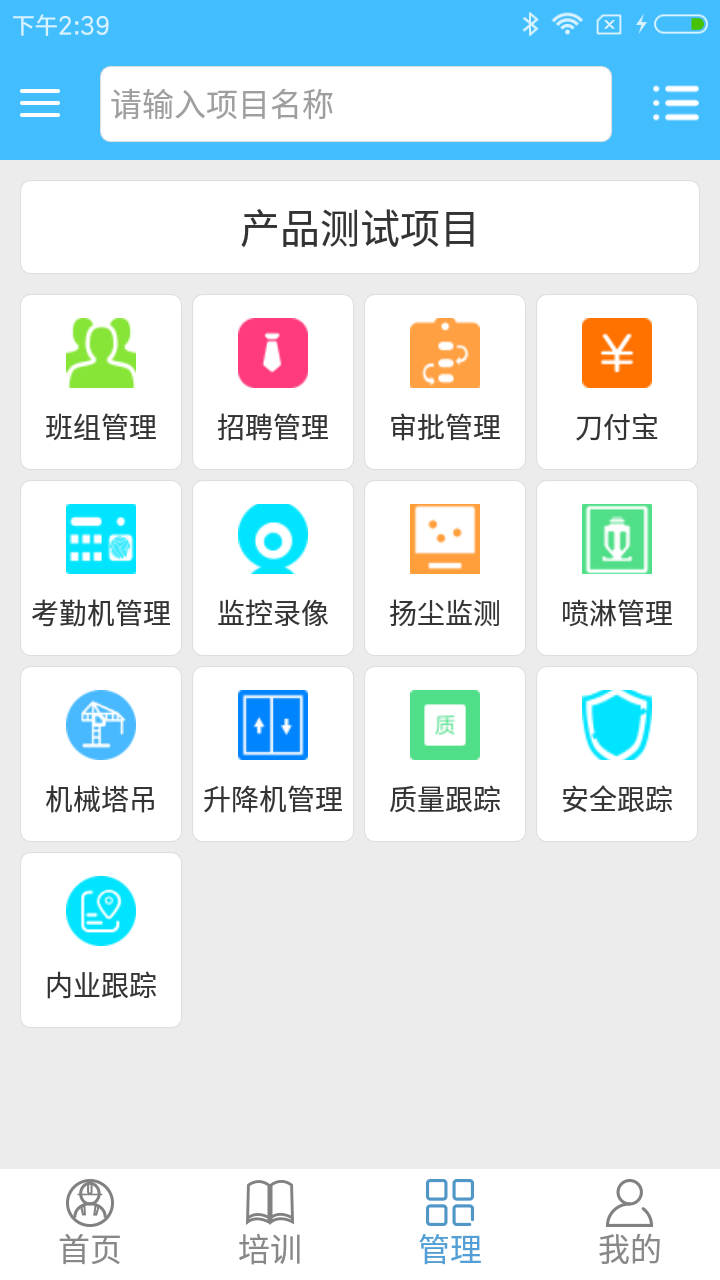 下午2:39
请输入项目名称
产品测试项目
班组管理
招聘管理
审批管理
刀付宝
考勤机管理
监控录像
扬尘监测
喷淋管理
机械塔吊
升降机管理
质
质量跟踪
安全跟踪
内业跟踪
首页
培训
管理
我的